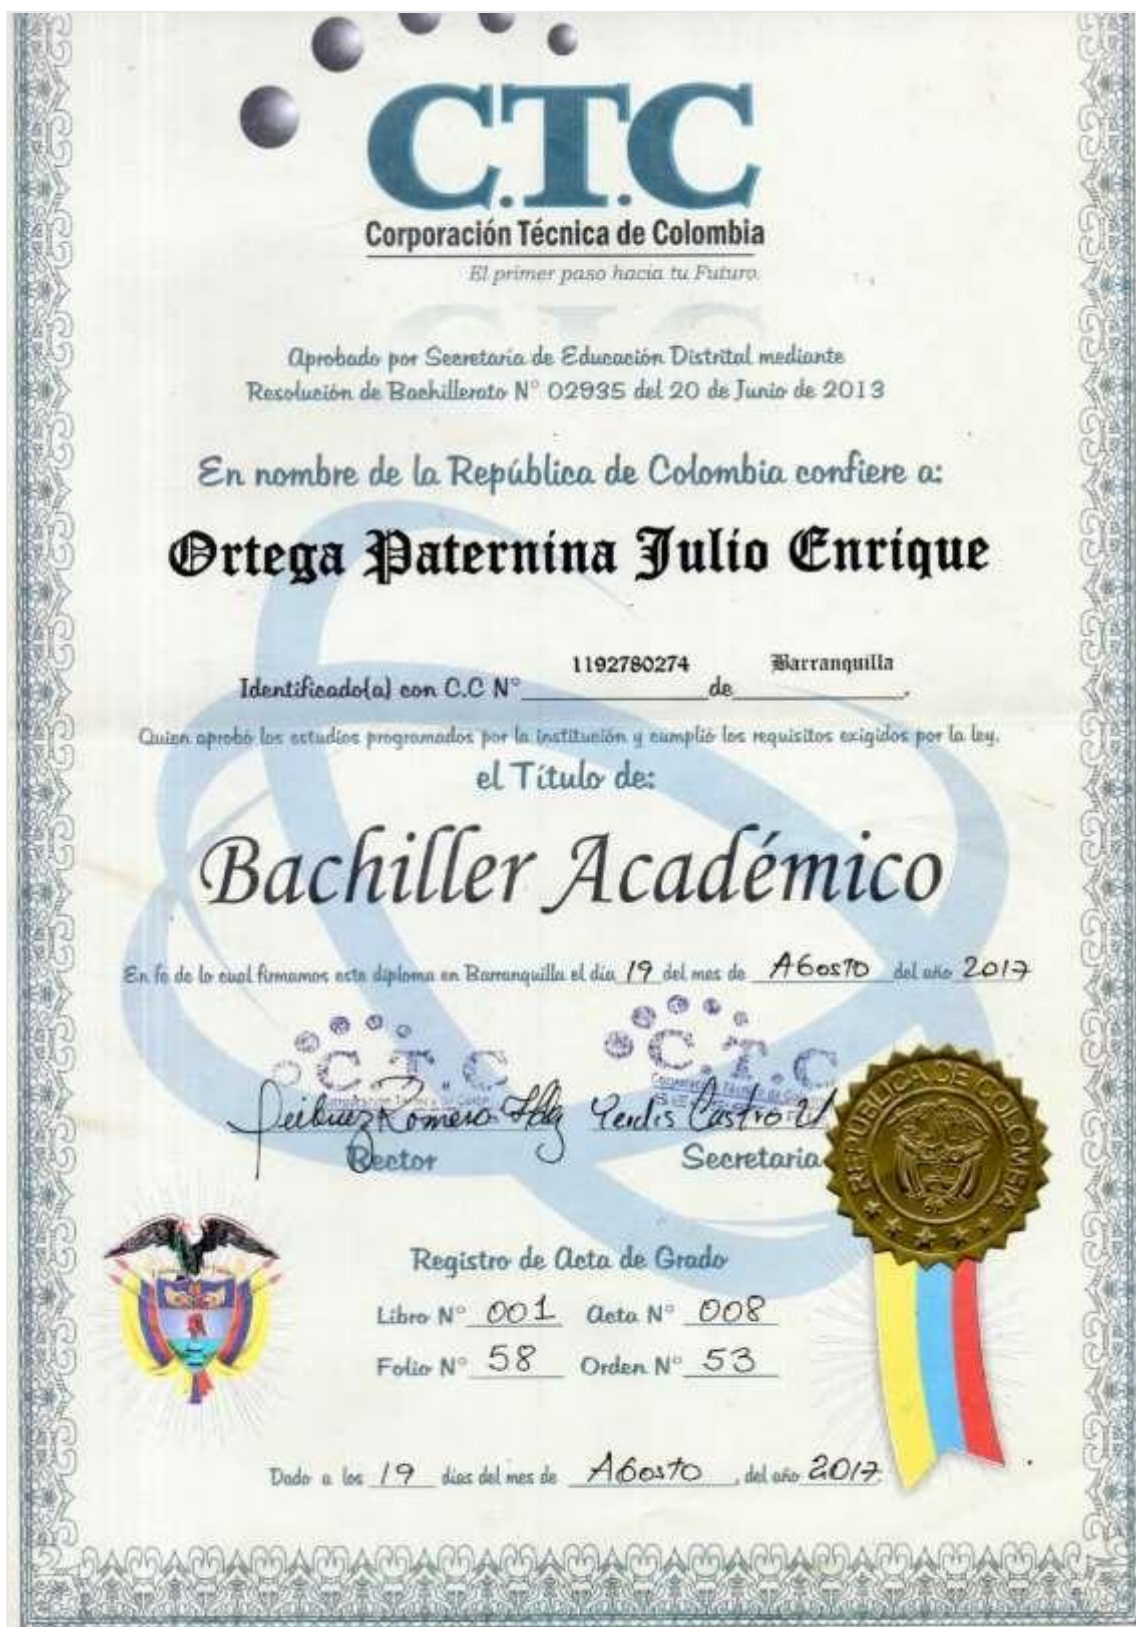 C.T.C
Corporación Técnica de Colombia
El primer paso hacia tu Futuro.
Aprobado por Secretaría de Educación Distrital mediante
Resolución de Bachillerato N° 02935 del 20 de Junio de 2013
En nombre de la República de Colombia confiere a:
Ortega Paternina Julio Enrique
Identificado(a) con C.C N° 1192780274 de Barranquilla.
Quien aprobó los estudios programados por la institución y cumplió los requisitos exigidos por la ley,
el Título de:
Bachiller Académico
En fe de lo cual firmamos este diploma en Barranquilla el dia 19 del mes de Agosto del año 2017
C.T.C C.T.C
Romero Yerdis Castro
Rector Secretaria
REPUBLICA DE COLOMBIA
Registro de Acta de Grado
Libro N° 001 Acta N° 008
Folio N° 58 Orden N° 53
Dado a los 19 dias del mes de Agosto, del año 2017